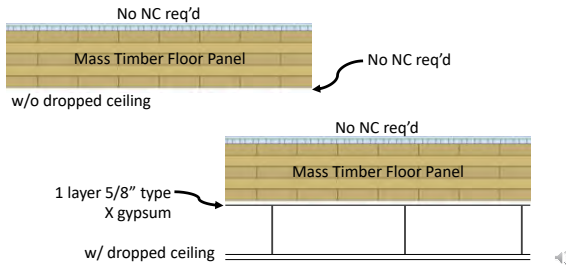 No NC req’d
Mass Timber Floor Panel
No NC req’d
w/o dropped ceiling
No NC req’d
Mass Timber Floor Panel
1 layer 5/8” type
X gypsum
w/ dropped ceiling